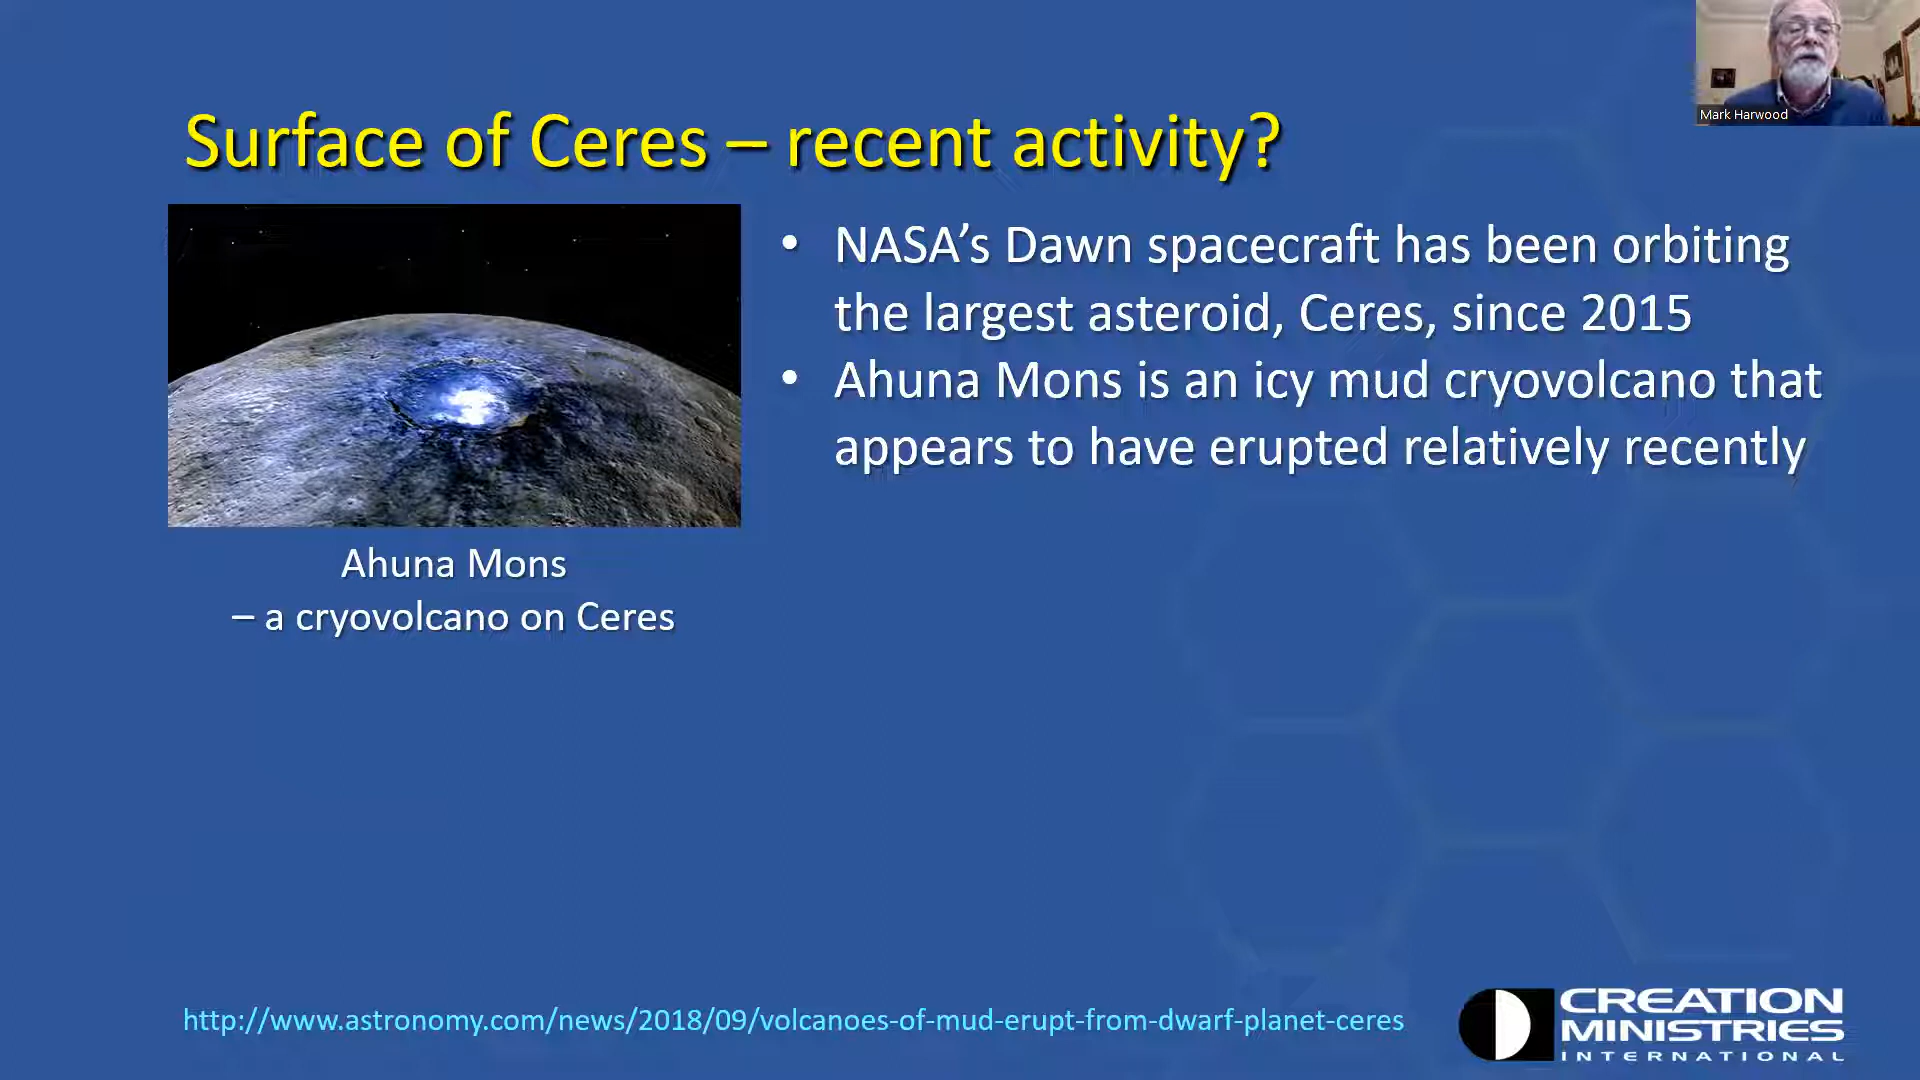 Mark Harwood
Surface of Ceres – recent activity?
• NASA’s Dawn spacecraft has been orbiting
the largest asteroid, Ceres, since 2015
• Ahuna Mons is an icy mud cryovolcano that
appears to have erupted relatively recently
Ahuna Mons
– a cryovolcano on Ceres
http://www.astronomy.com/news/2018/09/volcanoes-of-mud-erupt-from-dwarf-planet-ceres
CREATION
MINISTRIES
INTERNATIONAL